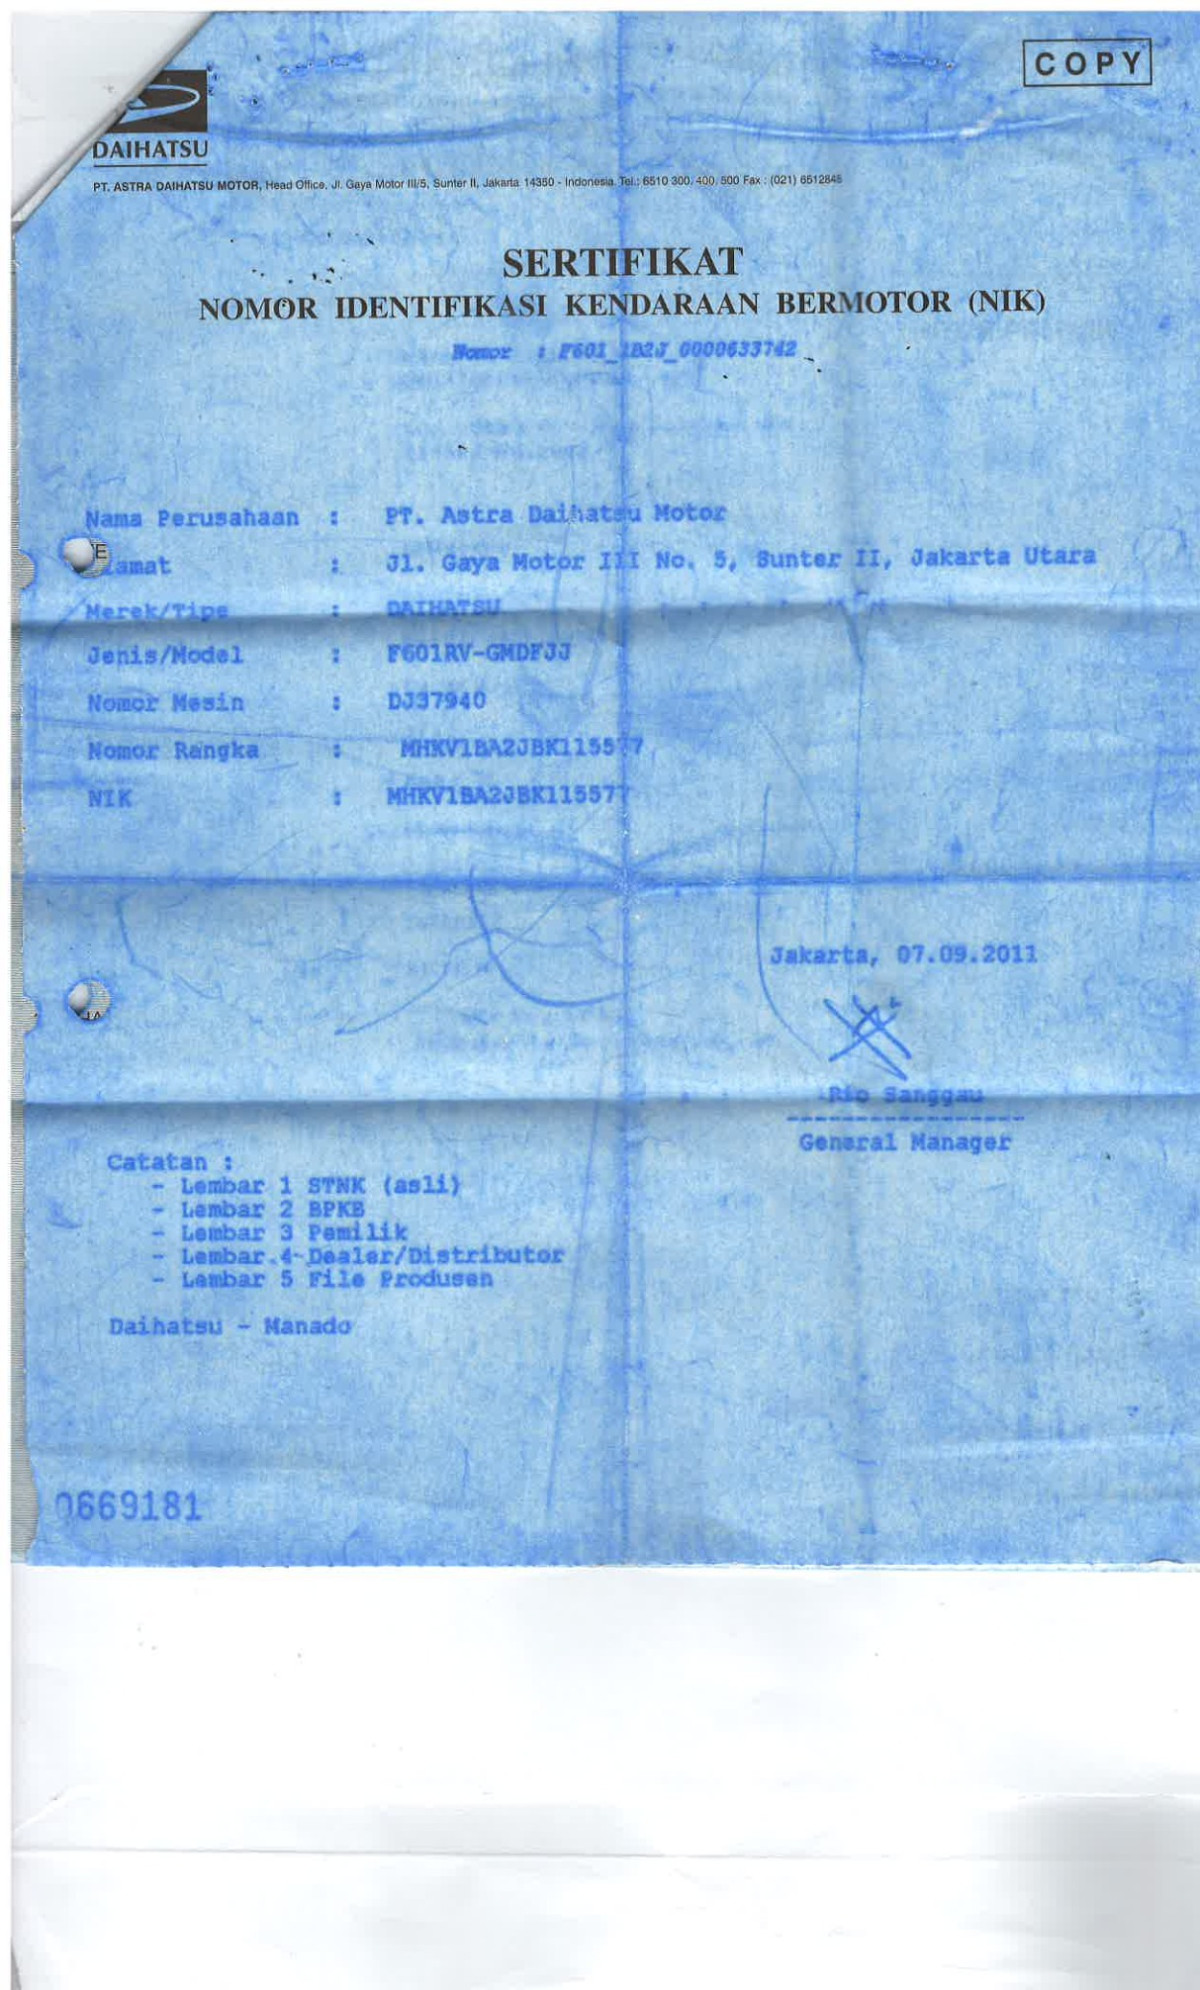 COPY
DAIHATSU
PT. ASTRA DAIHATSU MOTOR, Head Office, Jl. Gaya Motor III/5, Sunter II, Jakarta 14350 - Indonesia. Tel.: 6510 300, 400, 500 Fax : (021) 6512845
SERTIFIKAT
NOMOR IDENTIFIKASI KENDARAAN BERMOTOR (NIK)
Nomor : F601_1B2J_0000633742
Nama Perusahaan : PT. Astra Daihatsu Motor
lamat : Jl. Gaya Motor III No. 5, Sunter II, Jakarta Utara
Merek/Tipe : DAIHATSU
Jenis/Model : F601RV-GMDFJJ
Nomor Mesin : DJ37940
Nomor Rangka : MHKV1BA2JBK115577
NIK : MHKV1BA2JBK115577
Jakarta, 07.09.2011
Rio Sanggau
General Manager
Catatan :
- Lembar 1 STNK (asli)
- Lembar 2 BPKB
- Lembar 3 Pemilik
- Lembar 4 Dealer/Distributor
- Lembar 5 File Produsen
Daihatsu - Manado
0669181